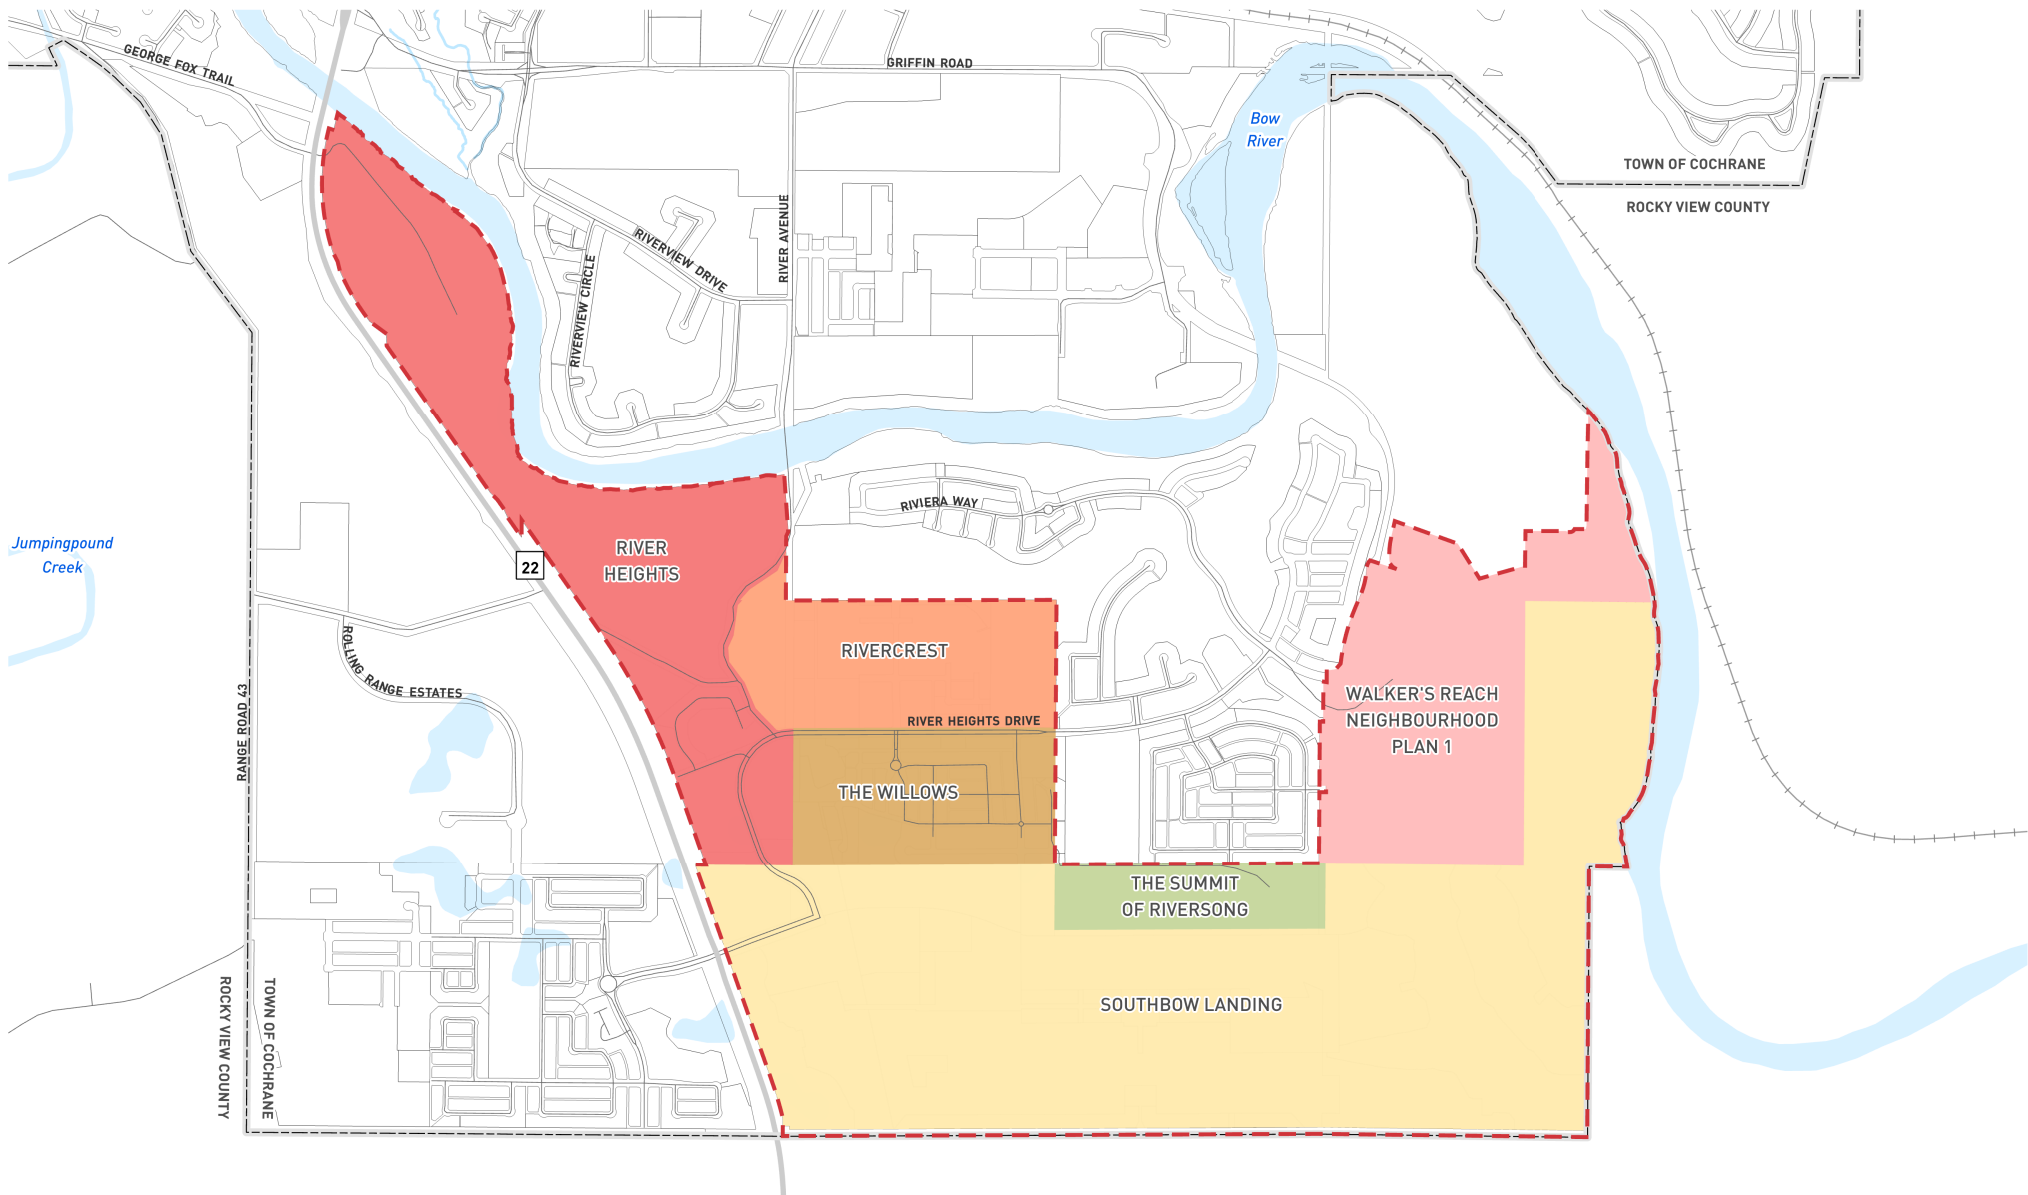 GEORGE FOX TRAIL
GRIFFIN ROAD
Bow
River
TOWN OF COCHRANE
ROCKY VIEW COUNTY
RIVER AVENUE
RIVERVIEW DRIVE
RIVERVIEW CIRCLE
RIVIERA WAY
Jumpingpound
Creek
22
RIVER
HEIGHTS
RIVERCREST
ROLLING RANGE ESTATES
RANGE ROAD 43
WALKER'S REACH
NEIGHBOURHOOD
PLAN 1
RIVER HEIGHTS DRIVE
THE WILLOWS
THE SUMMIT
OF RIVERSONG
SOUTHBOW LANDING
ROCKY VIEW COUNTY
TOWN OF COCHRANE